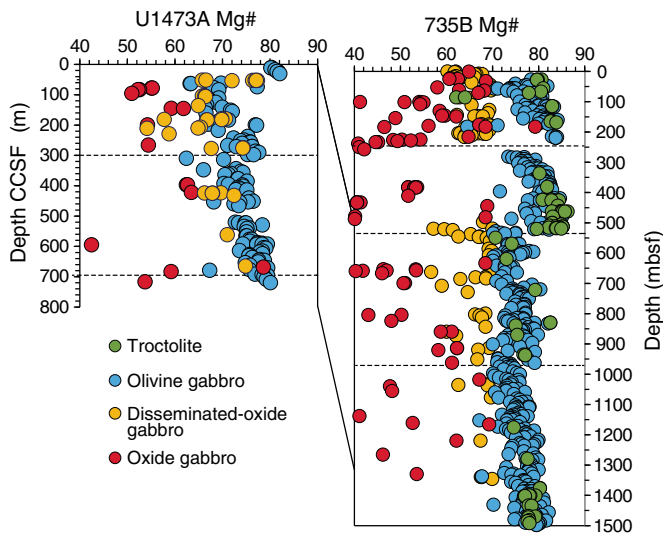 U1473A Mg#
735B Mg#
40 50 60 70 80 90
40 50 60 70 80 90
0
100
200
300
400
500
600
700
800
Depth CCSF (m)
0
100
200
300
400
500
600
700
800
900
1000
1100
1200
1300
1400
1500
Depth (mbsf)
Troctolite
Olivine gabbro
Disseminated-oxide
gabbro
Oxide gabbro